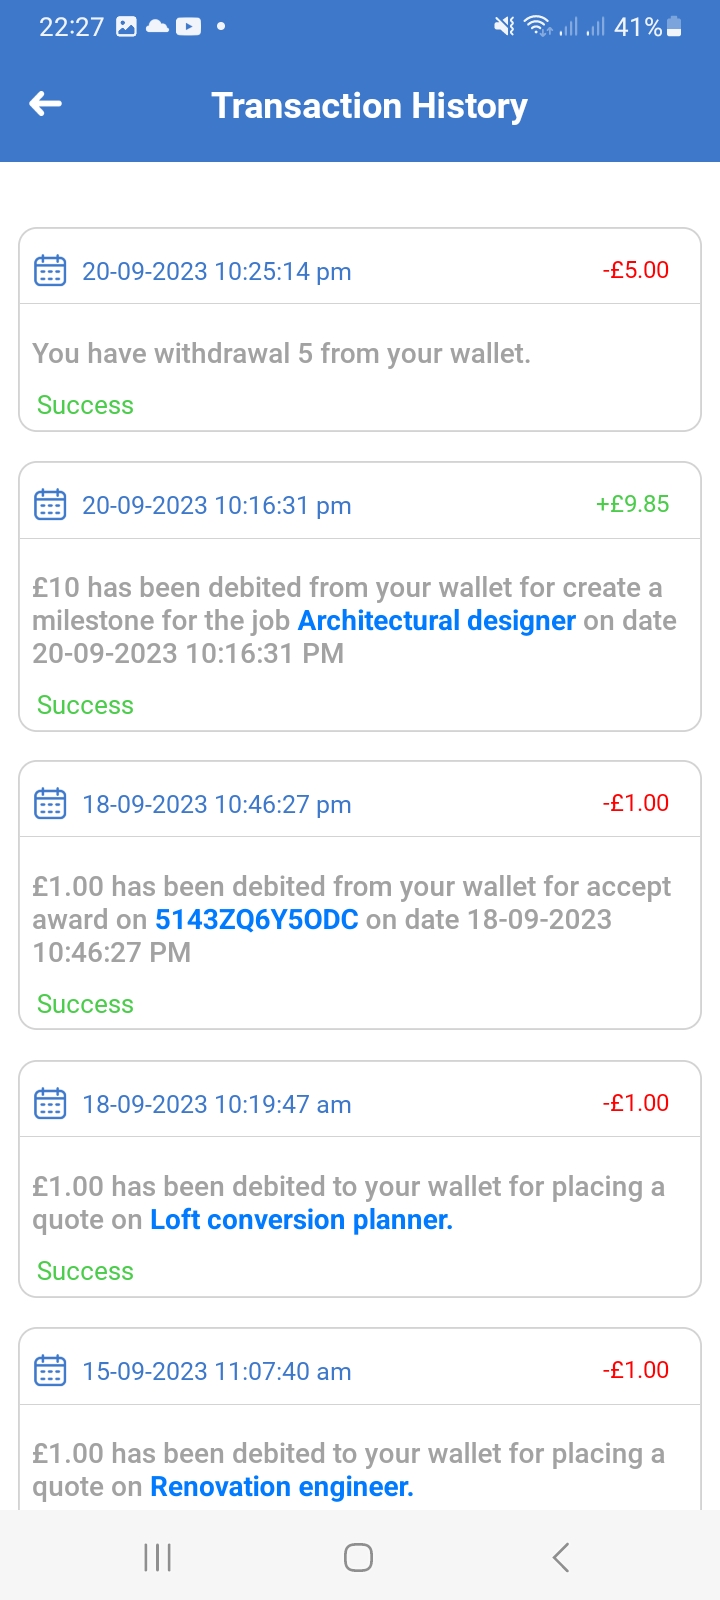 22:27
41%
Transaction History
20-09-2023 10:25:14 pm -£5.00
You have withdrawal 5 from your wallet.
Success
20-09-2023 10:16:31 pm +£9.85
£10 has been debited from your wallet for create a
milestone for the job Architectural designer on date
20-09-2023 10:16:31 PM
Success
18-09-2023 10:46:27 pm -£1.00
£1.00 has been debited from your wallet for accept
award on 5143ZQ6Y5ODC on date 18-09-2023
10:46:27 PM
Success
18-09-2023 10:19:47 am -£1.00
£1.00 has been debited to your wallet for placing a
quote on Loft conversion planner.
Success
15-09-2023 11:07:40 am -£1.00
£1.00 has been debited to your wallet for placing a
quote on Renovation engineer.